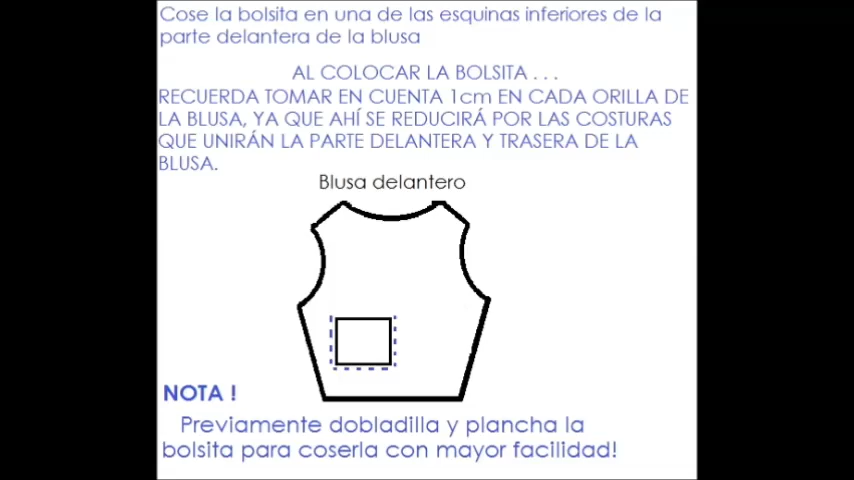 Cose la bolsita en una de las esquinas inferiores de la
parte delantera de la blusa
AL COLOCAR LA BOLSITA . . .
RECUERDA TOMAR EN CUENTA 1cm EN CADA ORILLA DE
LA BLUSA, YA QUE AHÍ SE REDUCIRÁ POR LAS COSTURAS
QUE UNIRÁN LA PARTE DELANTERA Y TRASERA DE LA
BLUSA.
Blusa delantero
NOTA !
Previamente dobladilla y plancha la
bolsita para coserla con mayor facilidad!